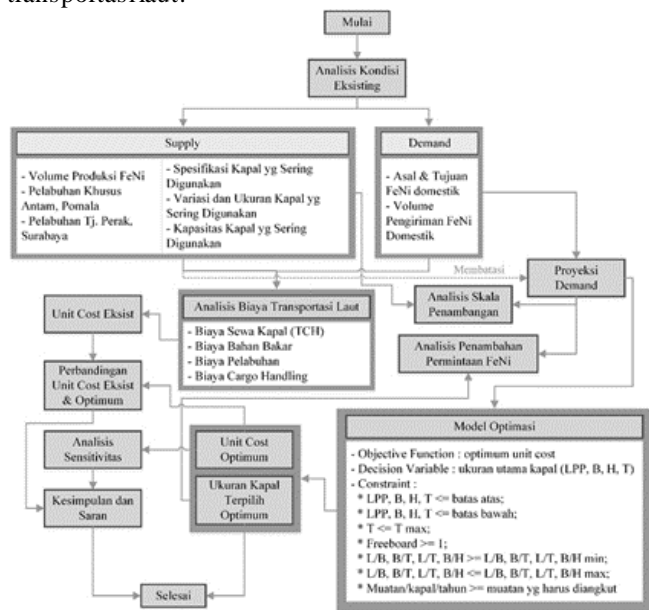 transportasi laut.
Mulai
Analisis Kondisi
Eksisting
Supply
- Volume Produksi FeNi
- Pelabuhan Khusus
Antam, Pomala
- Pelabuhan Tj. Perak,
Surabaya
- Spesifikasi Kapal yg Sering
Digunakan
- Variasi dan Ukuran Kapal yg
Sering Digunakan
- Kapasitas Kapal yg Sering
Digunakan
Demand
- Asal & Tujuan
FeNi domestik
- Volume
Pengiriman FeNi
Domestik
Membatasi
Proyeksi
Demand
Analisis Biaya Transportasi Laut
- Biaya Sewa Kapal (TCH)
- Biaya Bahan Bakar
- Biaya Pelabuhan
- Biaya Cargo Handling
Analisis Skala
Penambangan
Analisis Penambahan
Permintaan FeNi
Unit Cost Eksist
Perbandingan
Unit Cost Eksist
& Optimum
Analisis
Sensitivitas
Kesimpulan dan
Saran
Unit Cost
Optimum
Ukuran Kapal
Terpilih
Optimum
Selesai
Model Optimasi
- Objective Function : optimum unit cost
- Decision Variable : ukuran utama kapal (LPP, B, H, T)
- Constraint :
* LPP, B, H, T <= batas atas;
* LPP, B, H, T <= batas bawah;
* T <= T max;
* Freeboard >= 1;
* L/B, B/T, L/T, B/H >= L/B, B/T, L/T, B/H min;
* L/B, B/T, L/T, B/H <= L/B, B/T, L/T, B/H max;
* Muatan/kapal/tahun >= muatan yg harus diangkut